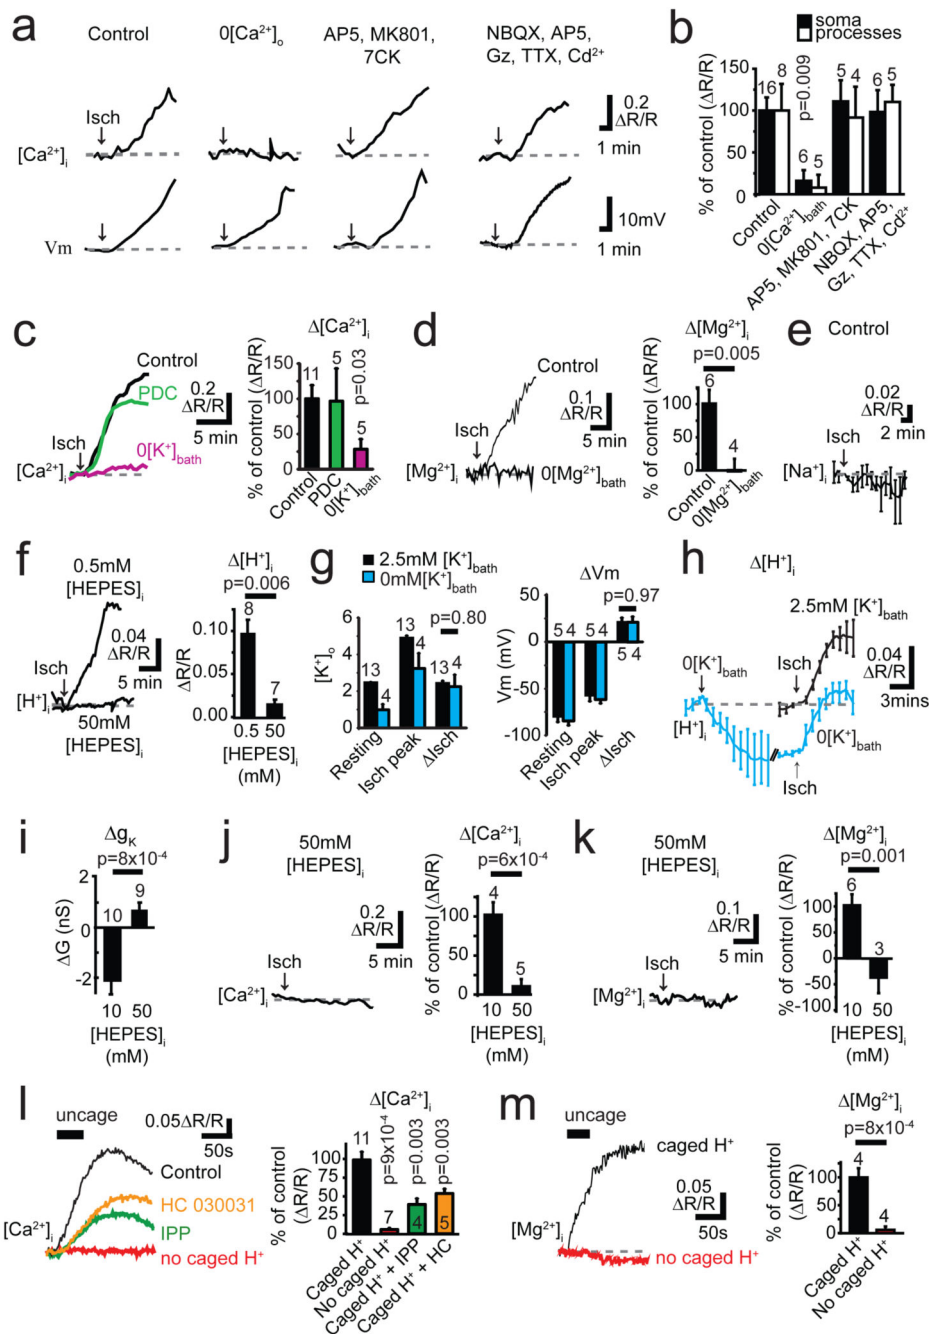 a
Control
0[Ca²⁺]ₒ
AP5, MK801,
7CK
NBQX, AP5,
Gz, TTX, Cd²⁺
Isch
[Ca²⁺]ᵢ
0.2
ΔR/R
1 min
Vm
10mV
1 min
b
soma
processes
% of control (ΔR/R)
150
100
50
0
16
8
p=0.009
6
5
5
4
6
5
Control
0[Ca²⁺]bath
AP5, MK801, 7CK
NBQX, AP5,
Gz, TTX, Cd²⁺
c
Control
PDC
Isch
[Ca²⁺]ᵢ
0[K⁺]bath
0.2
ΔR/R
5 min
Δ[Ca²⁺]ᵢ
% of control (ΔR/R)
150
100
50
0
11
5
p=0.03
5
Control
PDC
0[K⁺]bath
d
Control
Isch
[Mg²⁺]ᵢ
0[Mg²⁺]bath
0.1
ΔR/R
5 min
Δ[Mg²⁺]ᵢ
p=0.005
% of control (ΔR/R)
100
50
0
6
4
Control
0[Mg²⁺]bath
e
Control
0.02
ΔR/R
2 min
Isch
[Na⁺]ᵢ
f
0.5mM
[HEPES]ᵢ
Isch
[H⁺]ᵢ
50mM
[HEPES]ᵢ
0.04
ΔR/R
5 min
Δ[H⁺]ᵢ
p=0.006
ΔR/R
0.10
0.05
0.00
8
7
0.5 50
[HEPES]ᵢ
(mM)
g
2.5mM [K⁺]bath
0mM[K⁺]bath
[K⁺]ₒ
6
4
2
0
p=0.80
13
4
13
4
13
4
Resting
Isch peak
ΔIsch
ΔVm
p=0.97
Vm (mV)
50
0
-50
-100
5 4
5 4
5 4
Resting
Isch peak
ΔIsch
h
Δ[H⁺]ᵢ
2.5mM [K⁺]bath
0[K⁺]bath
Isch
[H⁺]ᵢ
0[K⁺]bath
Isch
0.04
ΔR/R
3mins
i
Δgₖ
p=8x10⁻⁴
ΔG (nS)
2
0
-2
10
9
10 50
[HEPES]ᵢ
(mM)
j
50mM
[HEPES]ᵢ
0.2
ΔR/R
5 min
Isch
[Ca²⁺]ᵢ
Δ[Ca²⁺]ᵢ
p=6x10⁻⁴
% of control (ΔR/R)
100
50
0
4
5
10 50
[HEPES]ᵢ
(mM)
k
50mM
[HEPES]ᵢ
0.1
ΔR/R
5 min
Isch
[Mg²⁺]ᵢ
Δ[Mg²⁺]ᵢ
p=0.001
% of control (ΔR/R)
100
50
0
-50
-100
6
3
10 50
[HEPES]ᵢ
(mM)
l
uncage
0.05ΔR/R
50s
Control
HC 030031
IPP
no caged H⁺
[Ca²⁺]ᵢ
Δ[Ca²⁺]ᵢ
% of control
(ΔR/R)
100
75
50
25
0
11
p=9x10⁻⁴
7
p=0.003
4
p=0.003
5
Caged H⁺
No caged H⁺
Caged H⁺ + IPP
Caged H⁺ + HC
m
uncage
caged H⁺
0.05
ΔR/R
50s
[Mg²⁺]ᵢ
no caged H⁺
Δ[Mg²⁺]ᵢ
p=8x10⁻⁴
% of control
(ΔR/R)
100
50
0
4
4
Caged H⁺
No caged H⁺